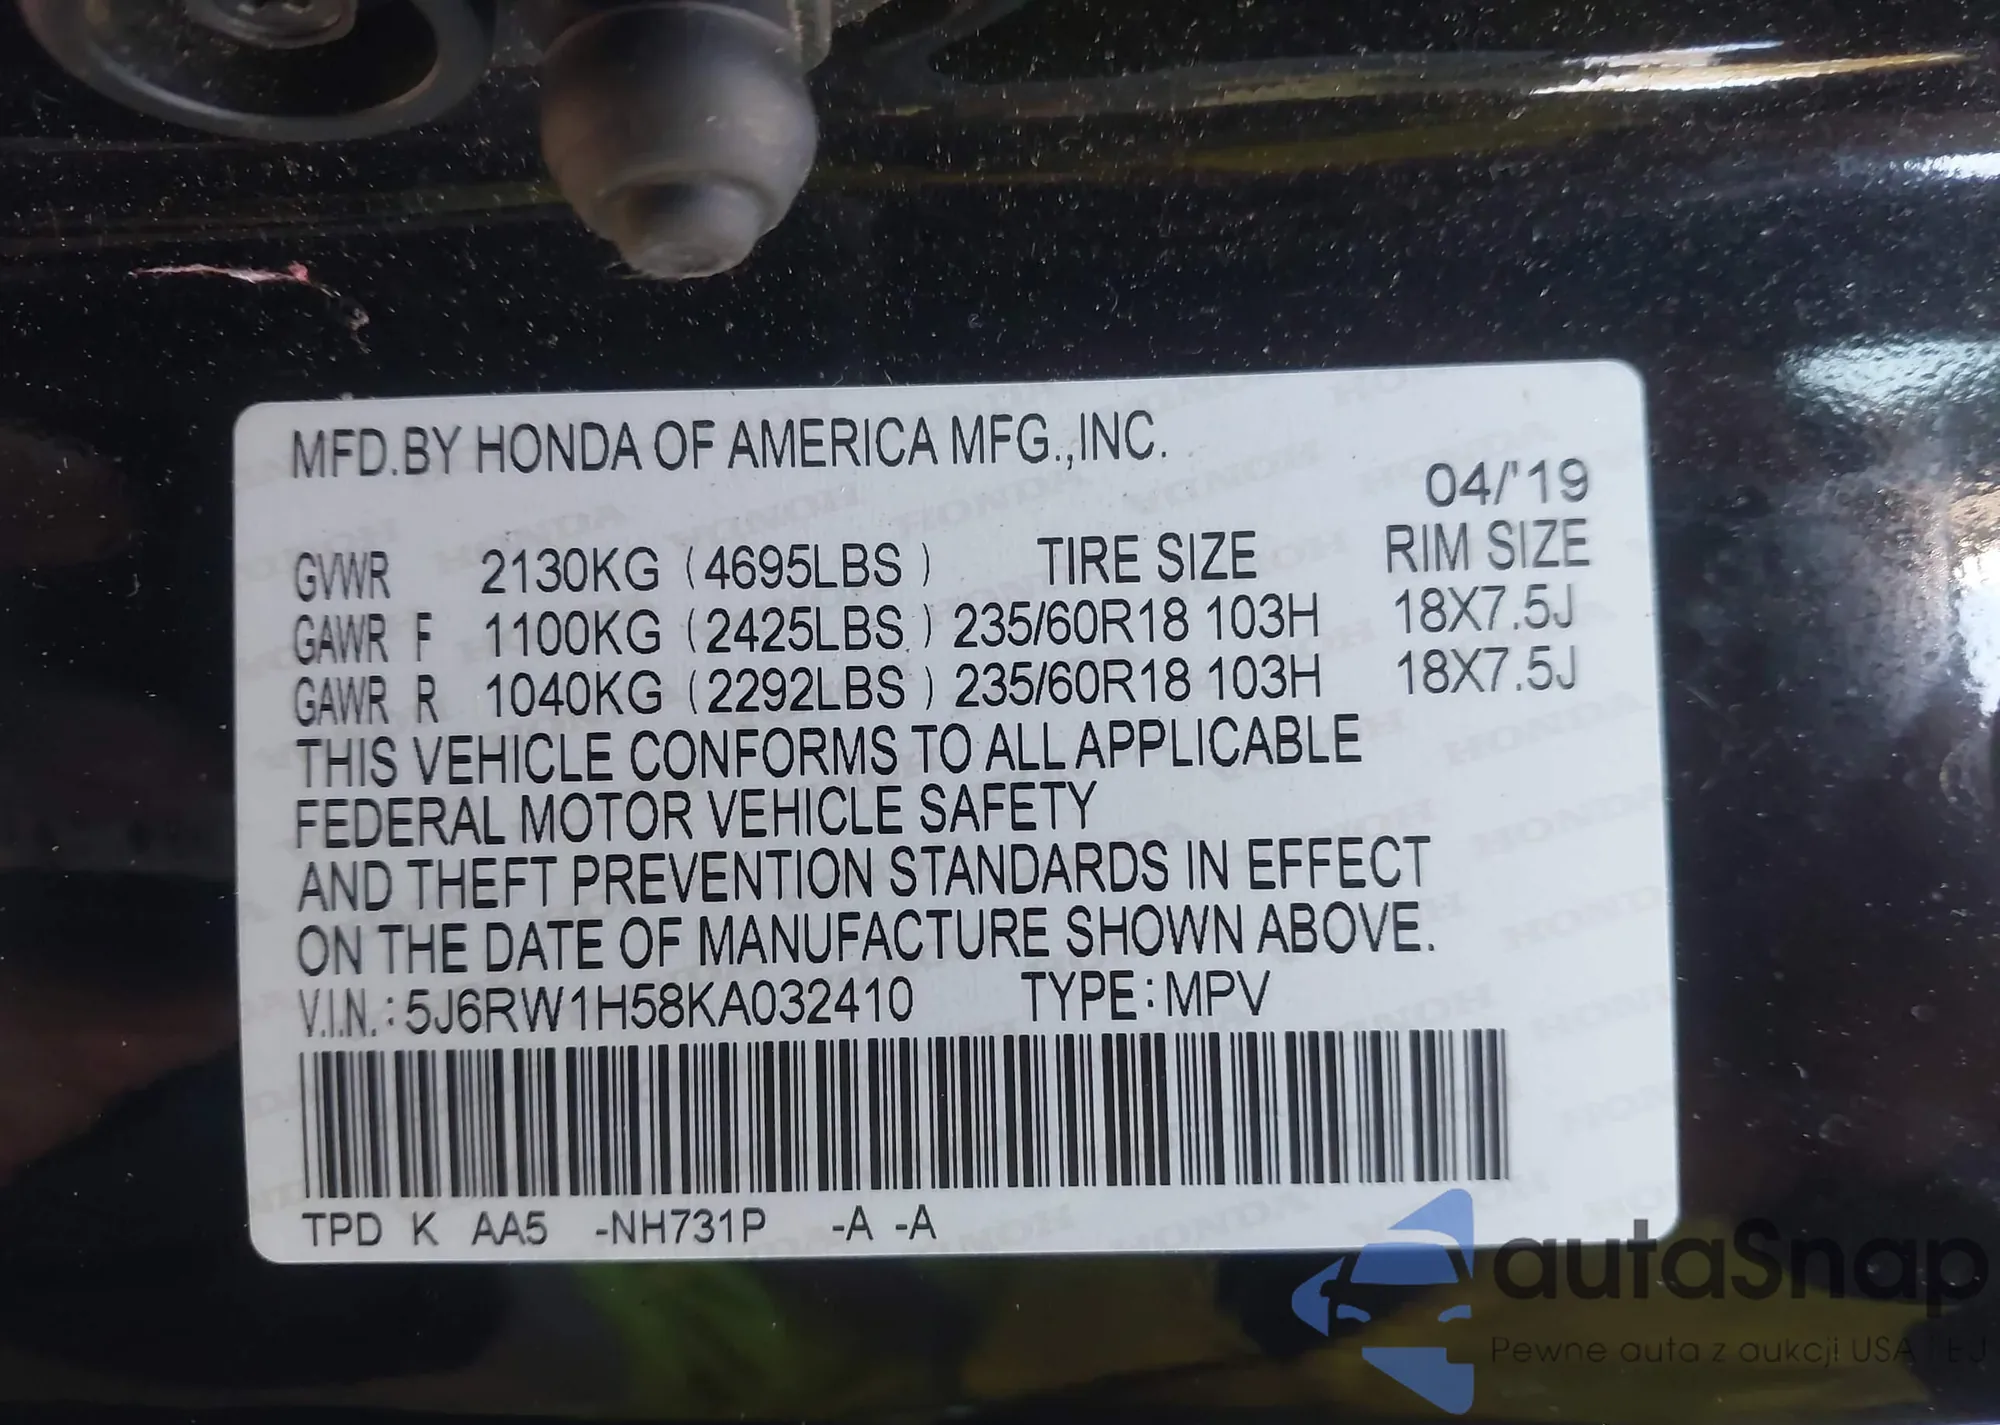 MFD.BY HONDA OF AMERICA MFG.,INC.
04/'19
GVWR 2130KG (4695LBS) TIRE SIZE RIM SIZE
GAWR F 1100KG (2425LBS.) 235/60R18 103H 18X7.5J
GAWR R 1040KG (2292LBS) 235/60R18 103H 18X7.5J
THIS VEHICLE CONFORMS TO ALL APPLICABLE
FEDERAL MOTOR VEHICLE SAFETY
AND THEFT PREVENTION STANDARDS IN EFFECT
ON THE DATE OF MANUFACTURE SHOWN ABOVE.
V.I.N.:5J6RW1H58KA032410 TYPE:MPV
TPD K AA5 -NH731P -A -A
autaSnap
Pewne auta z aukcji USA i EJ